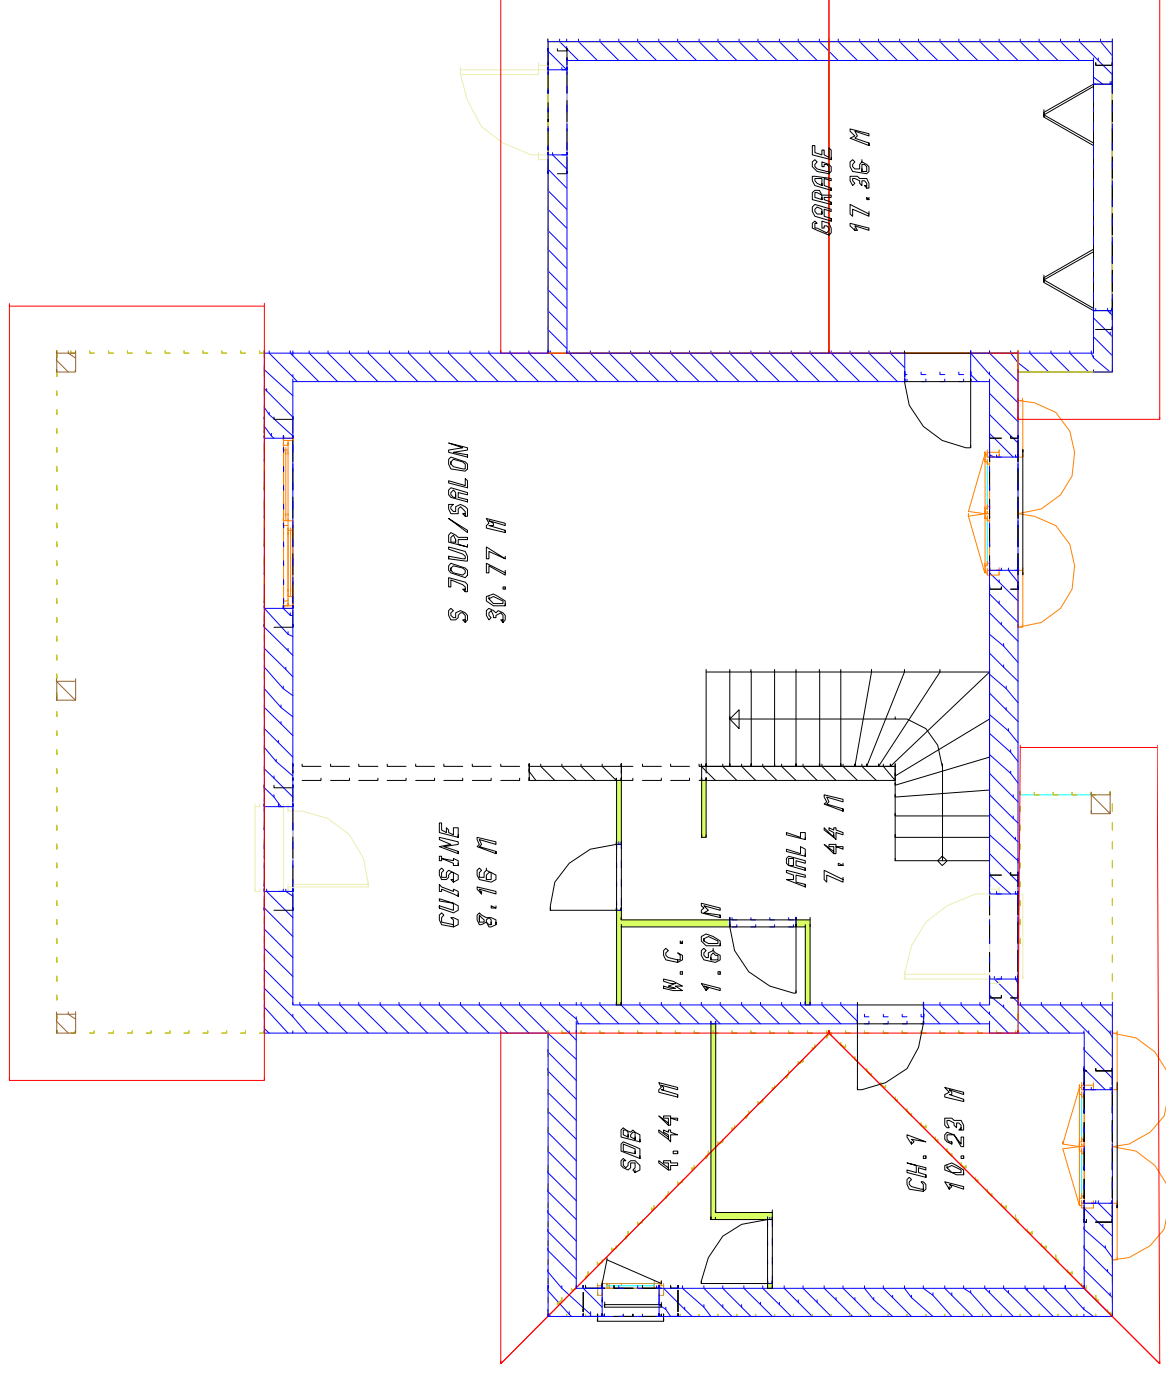 GARAGE
17.36 M
S JOUR/SALON
30.77 M
CUISINE
8.16 M
HALL
7.44 M
W.C.
1.60 M
SDB
4.44 M
CH.1
10.23 M